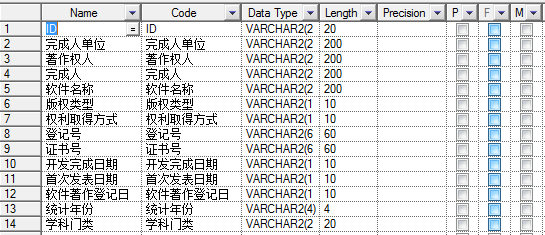 Name Code Data Type Length Precision P F M
1 ID = ID VARCHAR2(2 20
2 完成人单位 完成人单位 VARCHAR2(2 200
3 著作权人 著作权人 VARCHAR2(2 200
4 完成人 完成人 VARCHAR2(2 200
5 软件名称 软件名称 VARCHAR2(2 200
6 版权类型 版权类型 VARCHAR2(1 10
7 权利取得方式 权利取得方式 VARCHAR2(1 10
8 登记号 登记号 VARCHAR2(6 60
9 证书号 证书号 VARCHAR2(6 60
10 开发完成日期 开发完成日期 VARCHAR2(1 10
11 首次发表日期 首次发表日期 VARCHAR2(1 10
12 软件著作登记日 软件著作登记日 VARCHAR2(1 10
13 统计年份 统计年份 VARCHAR2(4) 4
14 学科门类 学科门类 VARCHAR2(2 20